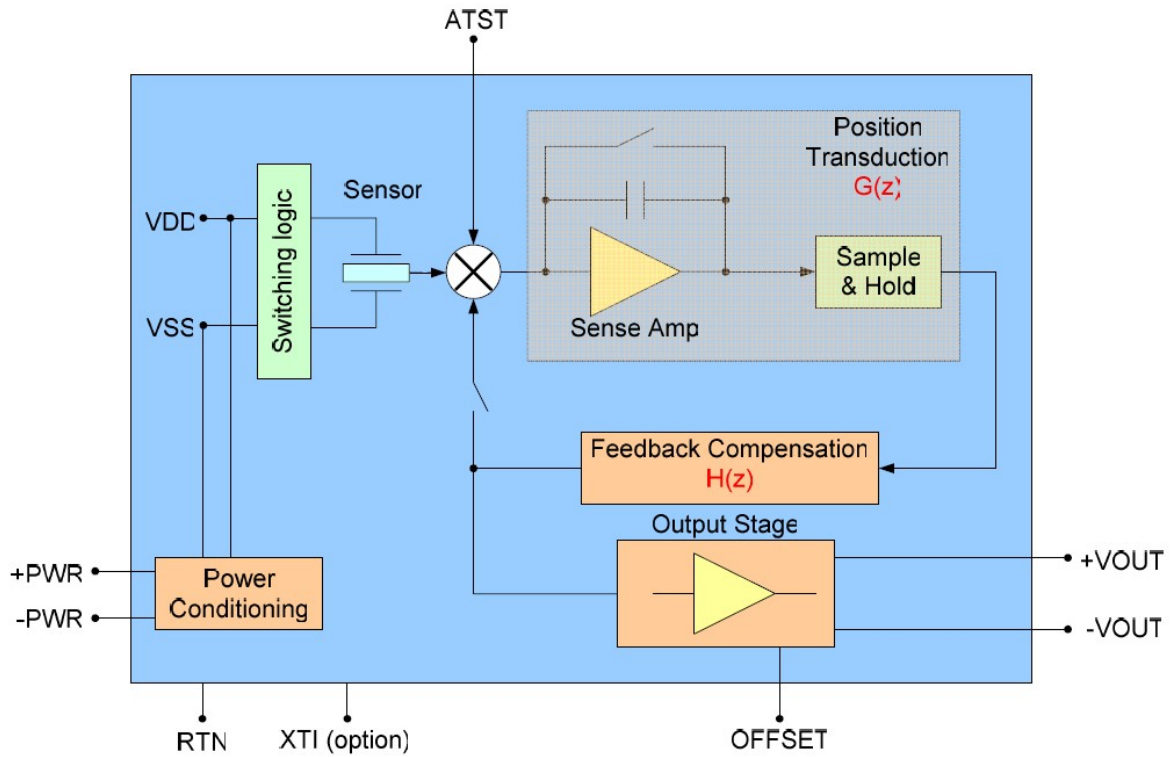 ATST
Position
Transduction
G(z)
Sensor
Switching logic
VDD
VSS
Sample
& Hold
Sense Amp
Feedback Compensation
H(z)
Output Stage
+PWR
-PWR
Power
Conditioning
+VOUT
-VOUT
RTN
XTI (option)
OFFSET